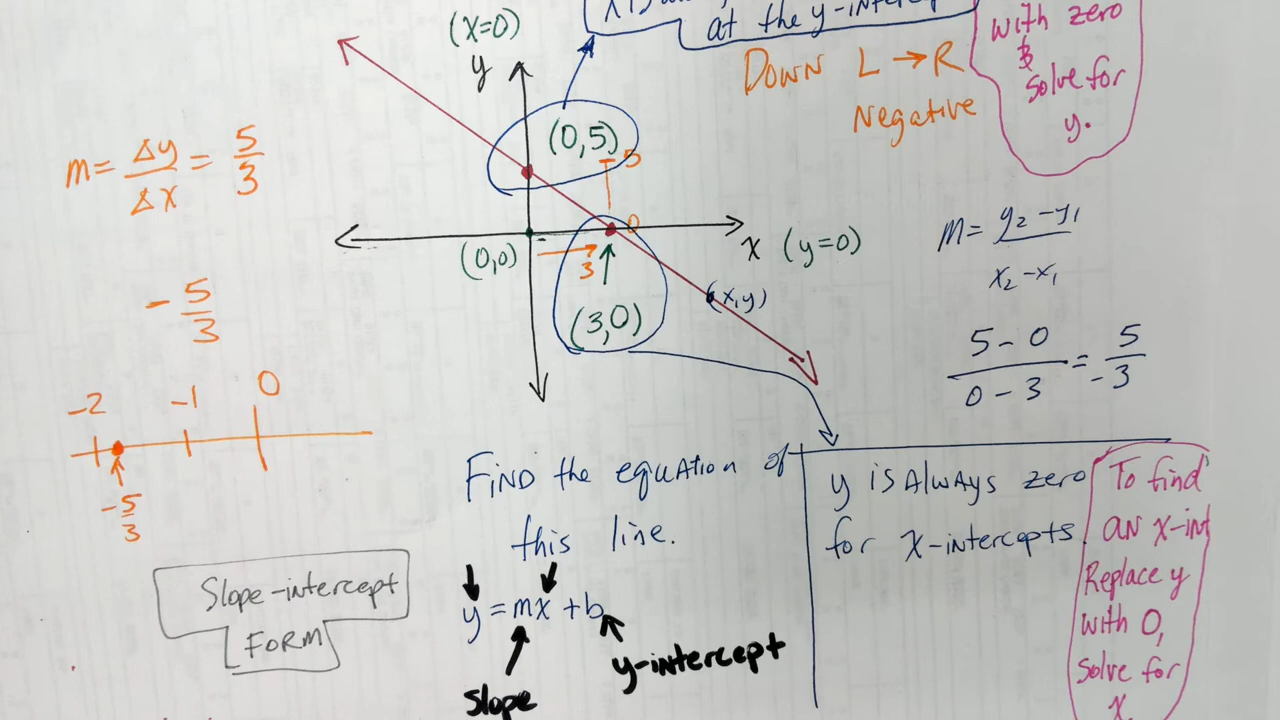 (x=0)
y
at the y-intercep
with zero
&
solve for
y.
DOWN L → R
Negative
m = Δy/Δx = 5/3
(0,5)
5
0
(0,0)
3
x (y=0)
(3,0)
(x,y)
m = y₂ - y₁ / x₂ - x₁
5 - 0 / 0 - 3 = 5/-3
- 5/3
-2 -1 0
-5/3
Find the equation of
this line.
y = mx + b
slope
y-intercept
Slope-intercept
FORM
y is Always zero
for x-intercepts.
To find
an x-int
Replace y
with 0,
solve for
x